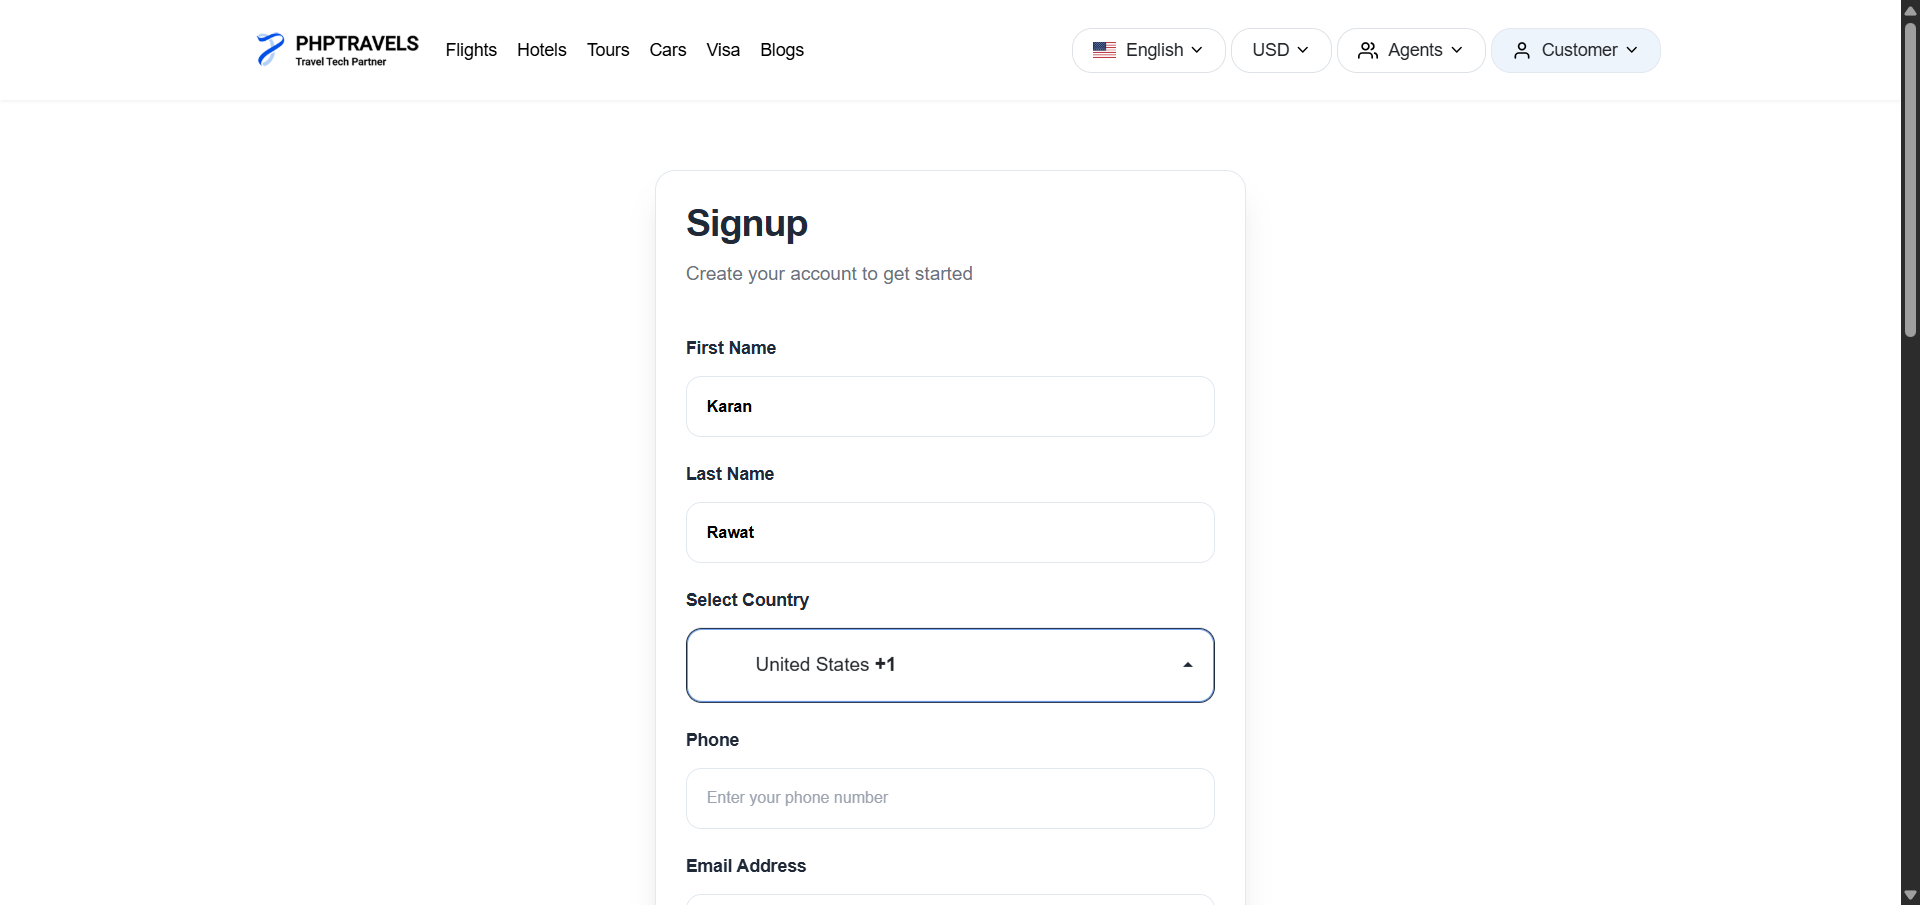 PHPTRAVELS
Travel Tech Partner
Flights Hotels Tours Cars Visa Blogs
English USD Agents Customer
Signup
Create your account to get started
First Name
Karan
Last Name
Rawat
Select Country
United States +1
Phone
Enter your phone number
Email Address